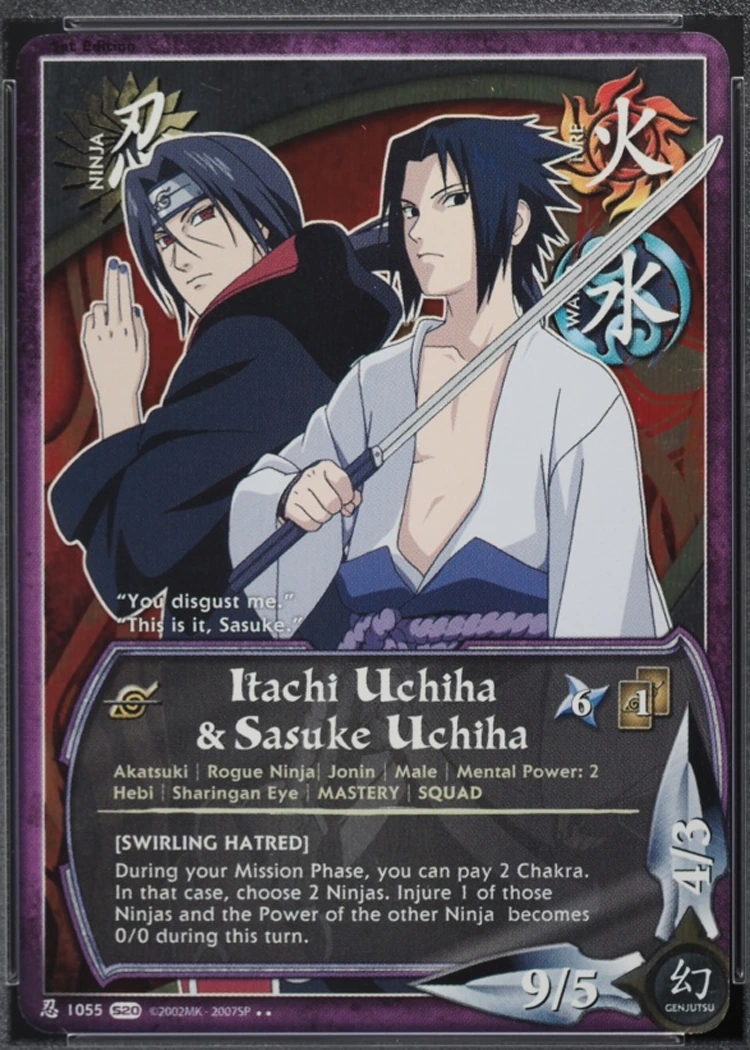 1st Edition
NINJA
忍
FIRE
火
WA
水
“You disgust me.”
“This is it, Sasuke.”
Itachi Uchiha
& Sasuke Uchiha
6
1
Akatsuki | Rogue Ninja| Jonin | Male | Mental Power: 2
Hebi | Sharingan Eye | MASTERY | SQUAD
[SWIRLING HATRED]
During your Mission Phase, you can pay 2 Chakra.
In that case, choose 2 Ninjas. Injure 1 of those
Ninjas and the Power of the other Ninja becomes
0/0 during this turn.
4/3
9/5
幻
GENJUTSU
忍 1055 S20 ©2002MK - 2007SP